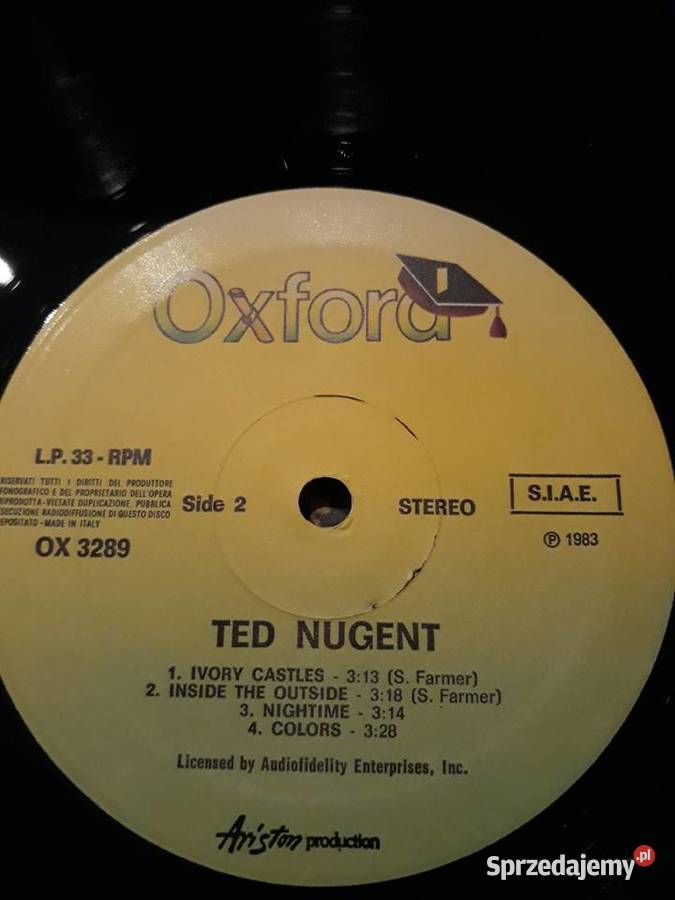 Oxford
L.P. 33 - RPM
RISERVATI TUTTI I DIRITTI DEL PRODUTTORE
FONOGRAFICO E DEL PROPRIETARIO DELL'OPERA
RIPRODOTTA - VIETATE DUPLICAZIONE, PUBBLICA
ESECUZIONE RADIODIFFUSIONE DI QUESTO DISCO
DEPOSITATO - MADE IN ITALY
OX 3289
Side 2
STEREO
S.I.A.E.
℗ 1983
TED NUGENT
1. IVORY CASTLES - 3:13 (S. Farmer)
2. INSIDE THE OUTSIDE - 3:18 (S. Farmer)
3. NIGHTIME - 3:14
4. COLORS - 3:28
Licensed by Audiofidelity Enterprises, Inc.
Ariston production
Sprzedajemy.pl